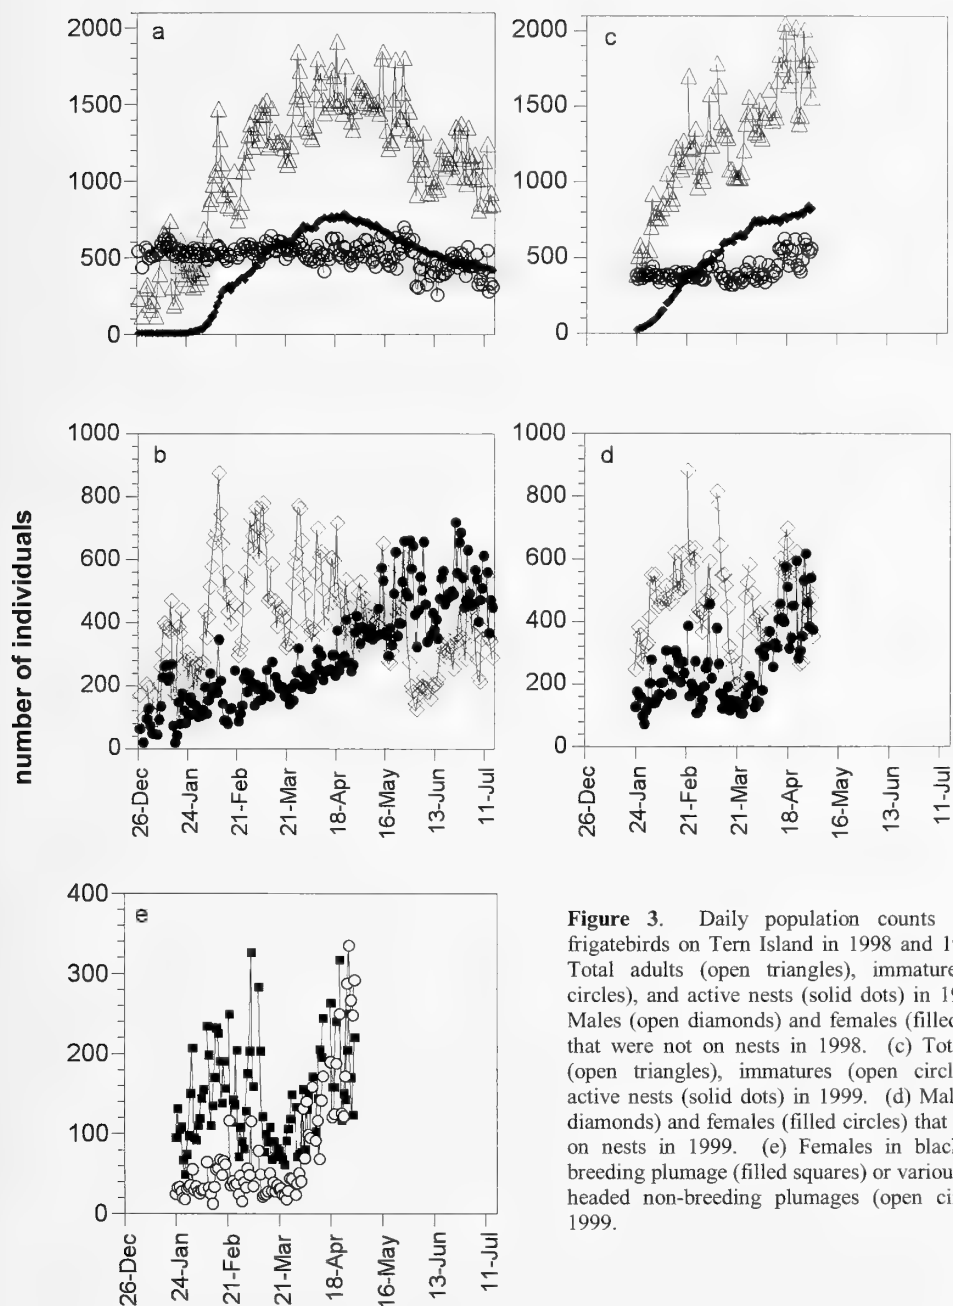 2000
1500
1000
500
0
a
2000
1500
1000
500
0
c
number of individuals
1000
800
600
400
200
0
b
26-Dec
24-Jan
21-Feb
21-Mar
18-Apr
16-May
13-Jun
11-Jul
1000
800
600
400
200
0
d
26-Dec
24-Jan
21-Feb
21-Mar
18-Apr
16-May
13-Jun
11-Jul
400
300
200
100
0
e
26-Dec
24-Jan
21-Feb
21-Mar
18-Apr
16-May
13-Jun
11-Jul
Figure 3. Daily population counts
frigatebirds on Tern Island in 1998 and 19
Total adults (open triangles), immature
circles), and active nests (solid dots) in 19
Males (open diamonds) and females (filled
that were not on nests in 1998. (c) Tot
(open triangles), immatures (open circl
active nests (solid dots) in 1999. (d) Mal
diamonds) and females (filled circles) that
on nests in 1999. (e) Females in black
breeding plumage (filled squares) or variou
headed non-breeding plumages (open ci
1999.